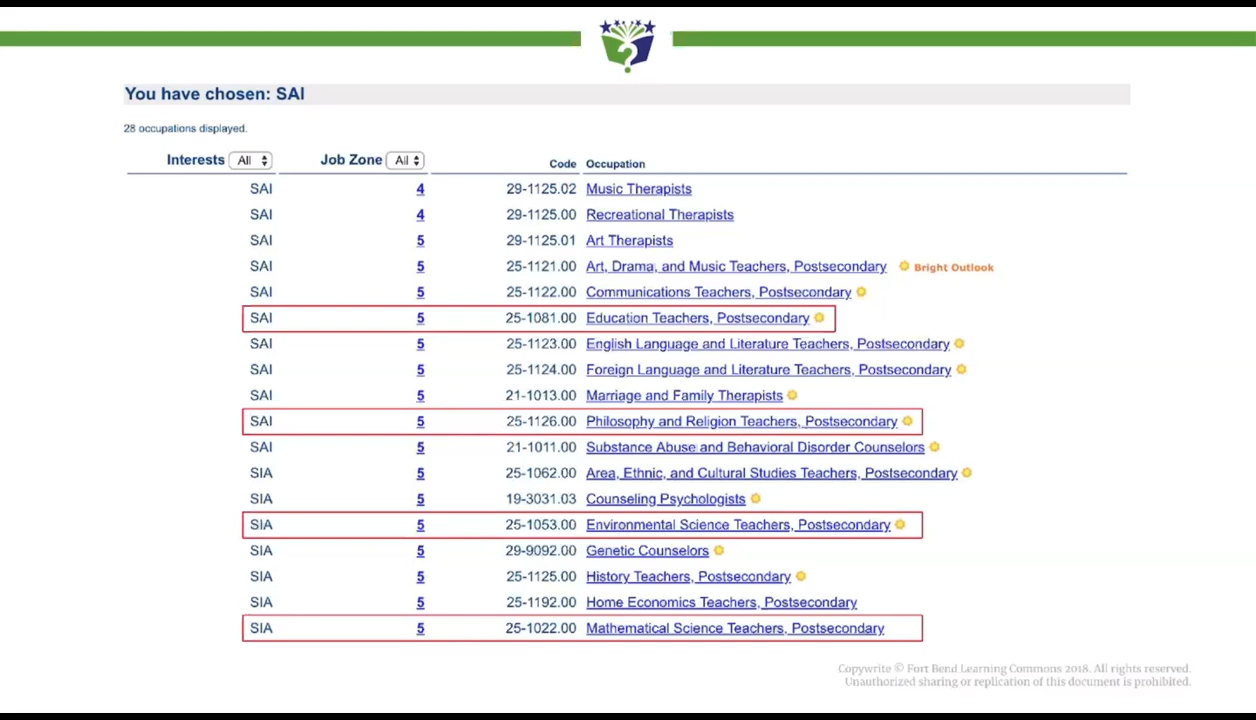 You have chosen: SAI
28 occupations displayed.
Interests All Job Zone All Code Occupation
SAI 4 29-1125.02 Music Therapists
SAI 4 29-1125.00 Recreational Therapists
SAI 5 29-1125.01 Art Therapists
SAI 5 25-1121.00 Art, Drama, and Music Teachers, Postsecondary Bright Outlook
SAI 5 25-1122.00 Communications Teachers, Postsecondary
SAI 5 25-1081.00 Education Teachers, Postsecondary
SAI 5 25-1123.00 English Language and Literature Teachers, Postsecondary
SAI 5 25-1124.00 Foreign Language and Literature Teachers, Postsecondary
SAI 5 21-1013.00 Marriage and Family Therapists
SAI 5 25-1126.00 Philosophy and Religion Teachers, Postsecondary
SAI 5 21-1011.00 Substance Abuse and Behavioral Disorder Counselors
SIA 5 25-1062.00 Area, Ethnic, and Cultural Studies Teachers, Postsecondary
SIA 5 19-3031.03 Counseling Psychologists
SIA 5 25-1053.00 Environmental Science Teachers, Postsecondary
SIA 5 29-9092.00 Genetic Counselors
SIA 5 25-1125.00 History Teachers, Postsecondary
SIA 5 25-1192.00 Home Economics Teachers, Postsecondary
SIA 5 25-1022.00 Mathematical Science Teachers, Postsecondary
Copywrite © Fort Bend Learning Commons 2018. All rights reserved.
Unauthorized sharing or replication of this document is prohibited.